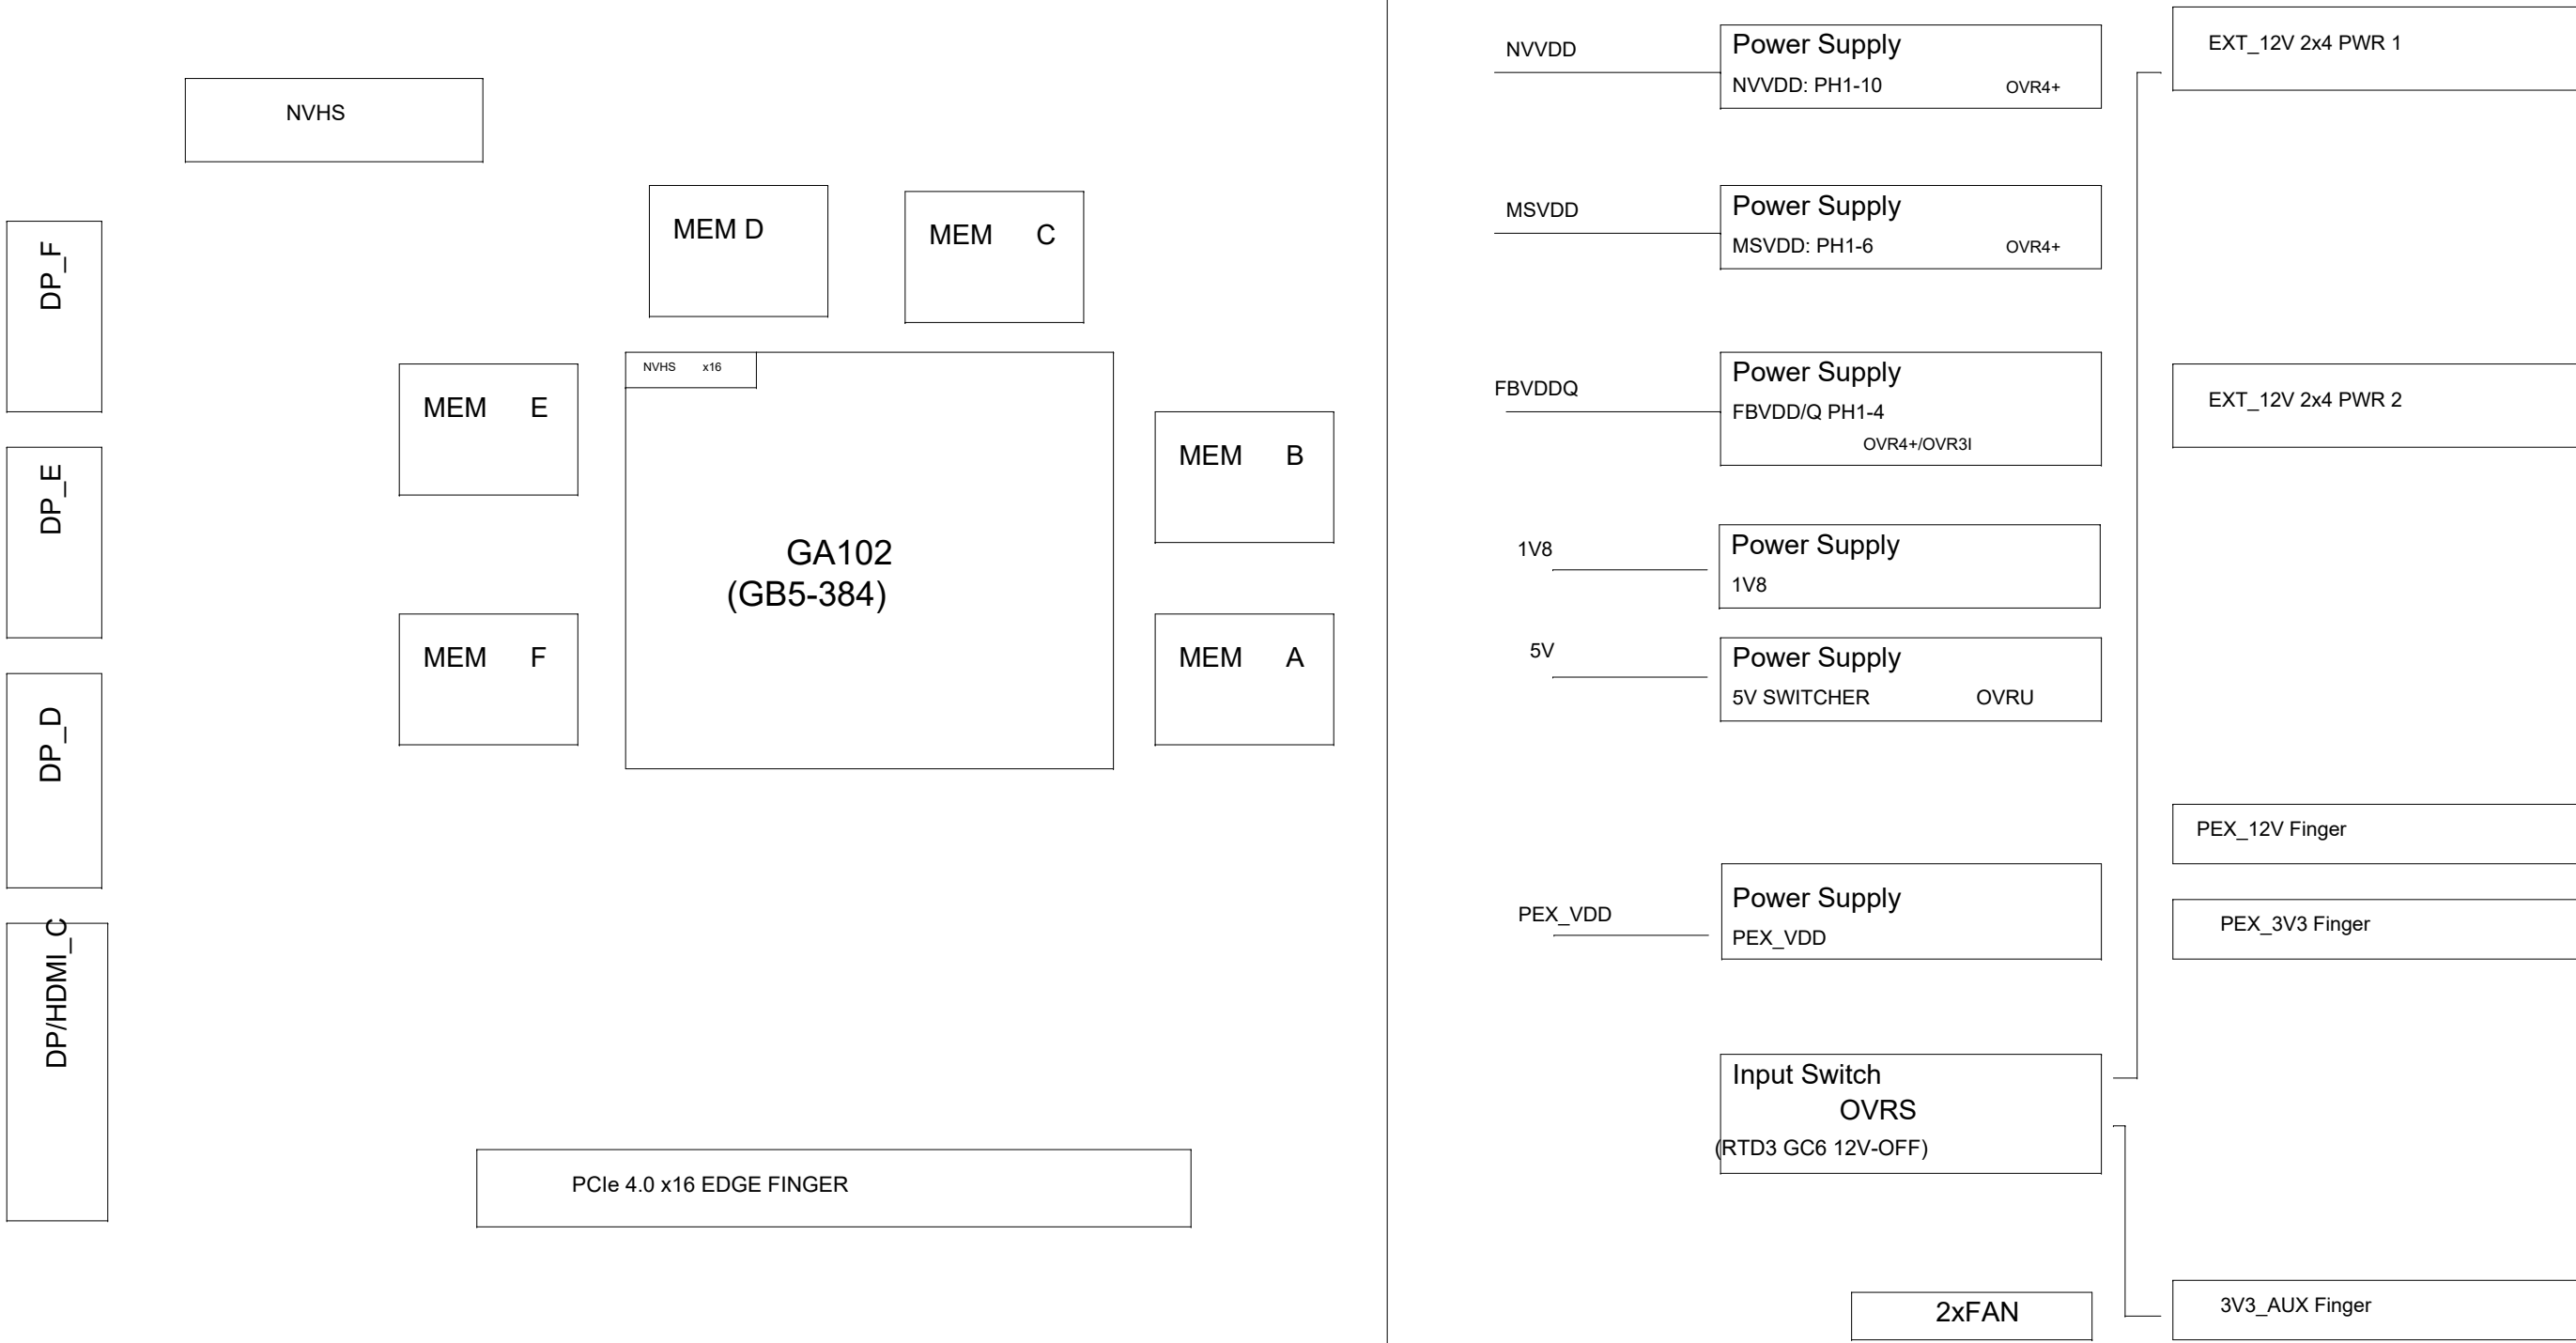 NVHS
MEM D
MEM C
DP_F
NVHS x16
MEM E
MEM B
DP_E
GA102
(GB5-384)
MEM F
MEM A
DP_D
DP/HDMI_C
PCIe 4.0 x16 EDGE FINGER
NVVDD
Power Supply
NVVDD: PH1-10 OVR4+
MSVDD
Power Supply
MSVDD: PH1-6 OVR4+
FBVDDQ
Power Supply
FBVDD/Q PH1-4
OVR4+/OVR3I
1V8
Power Supply
1V8
5V
Power Supply
5V SWITCHER OVRU
PEX_VDD
Power Supply
PEX_VDD
Input Switch
OVRS
(RTD3 GC6 12V-OFF)
2xFAN
EXT_12V 2x4 PWR 1
EXT_12V 2x4 PWR 2
PEX_12V Finger
PEX_3V3 Finger
3V3_AUX Finger